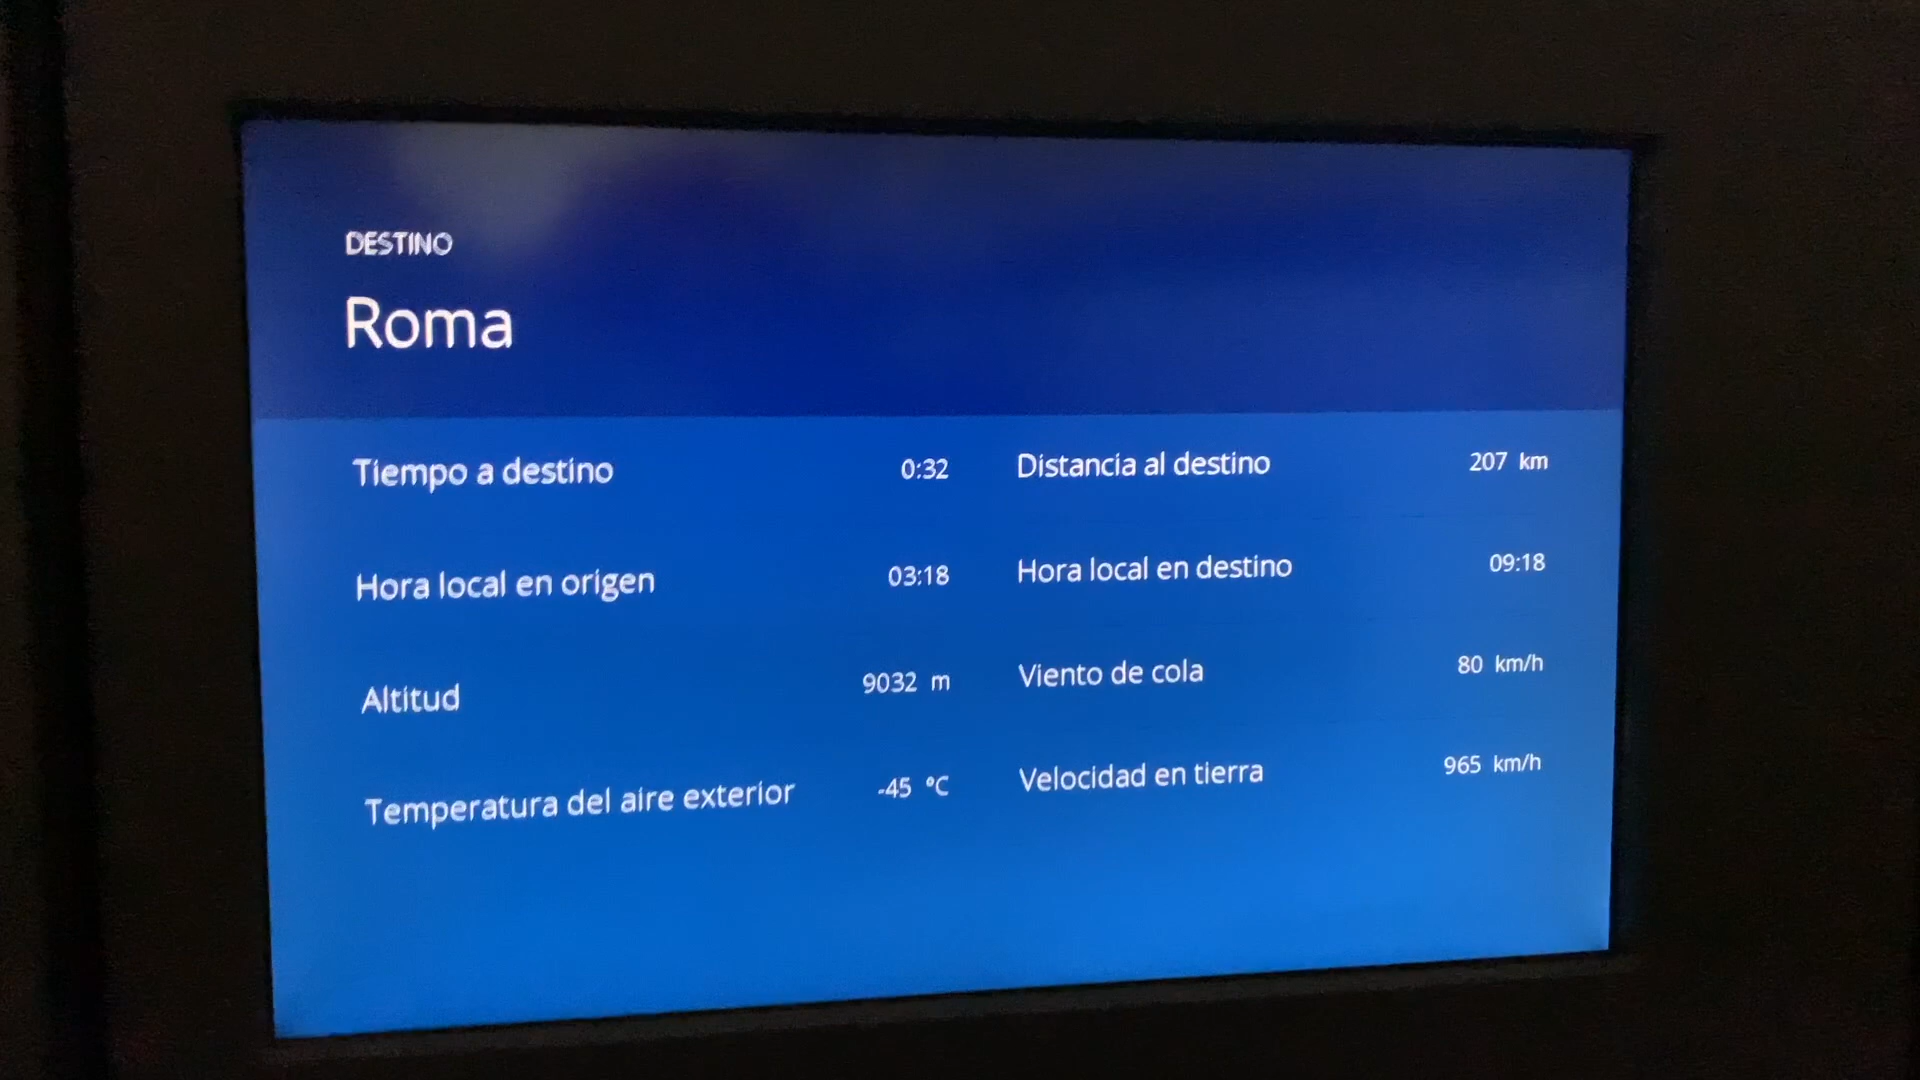 DESTINO
Roma
Tiempo a destino 0:32 Distancia al destino 207 km
Hora local en origen 03:18 Hora local en destino 09:18
Altitud 9032 m Viento de cola 80 km/h
Temperatura del aire exterior -45 °C Velocidad en tierra 965 km/h